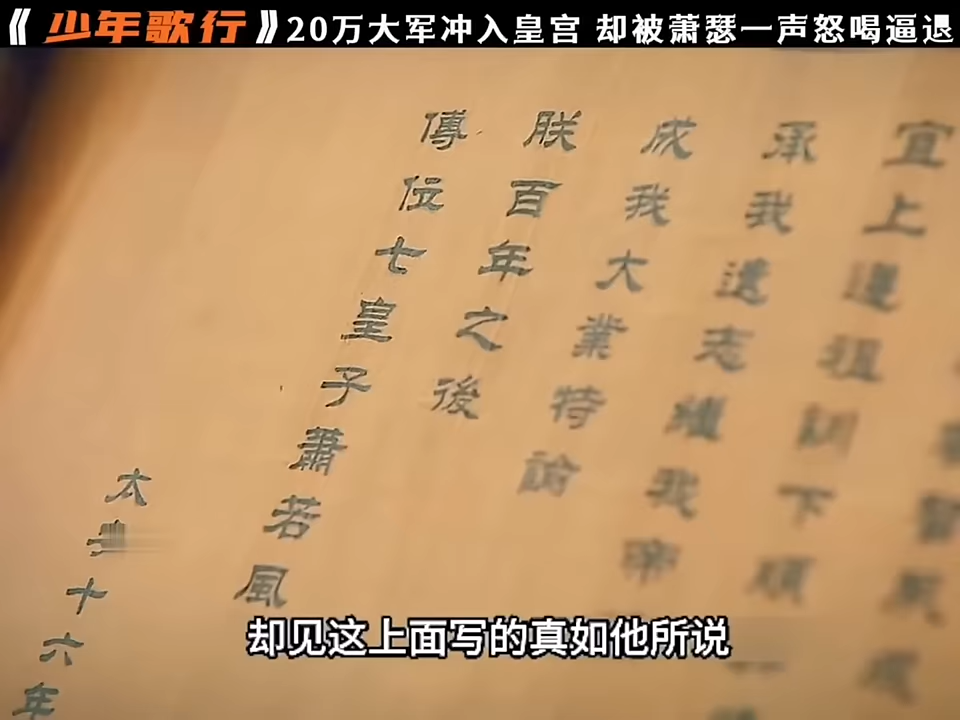 《少年歌行》20万大军冲入皇宫 却被萧瑟一声怒喝逼退
宜上遵祖訓下順
承我遺志繼我帝
成我大業特諭
朕百年之後
傳位七皇子蕭若風
太十六年
却见这上面写的真如他所说